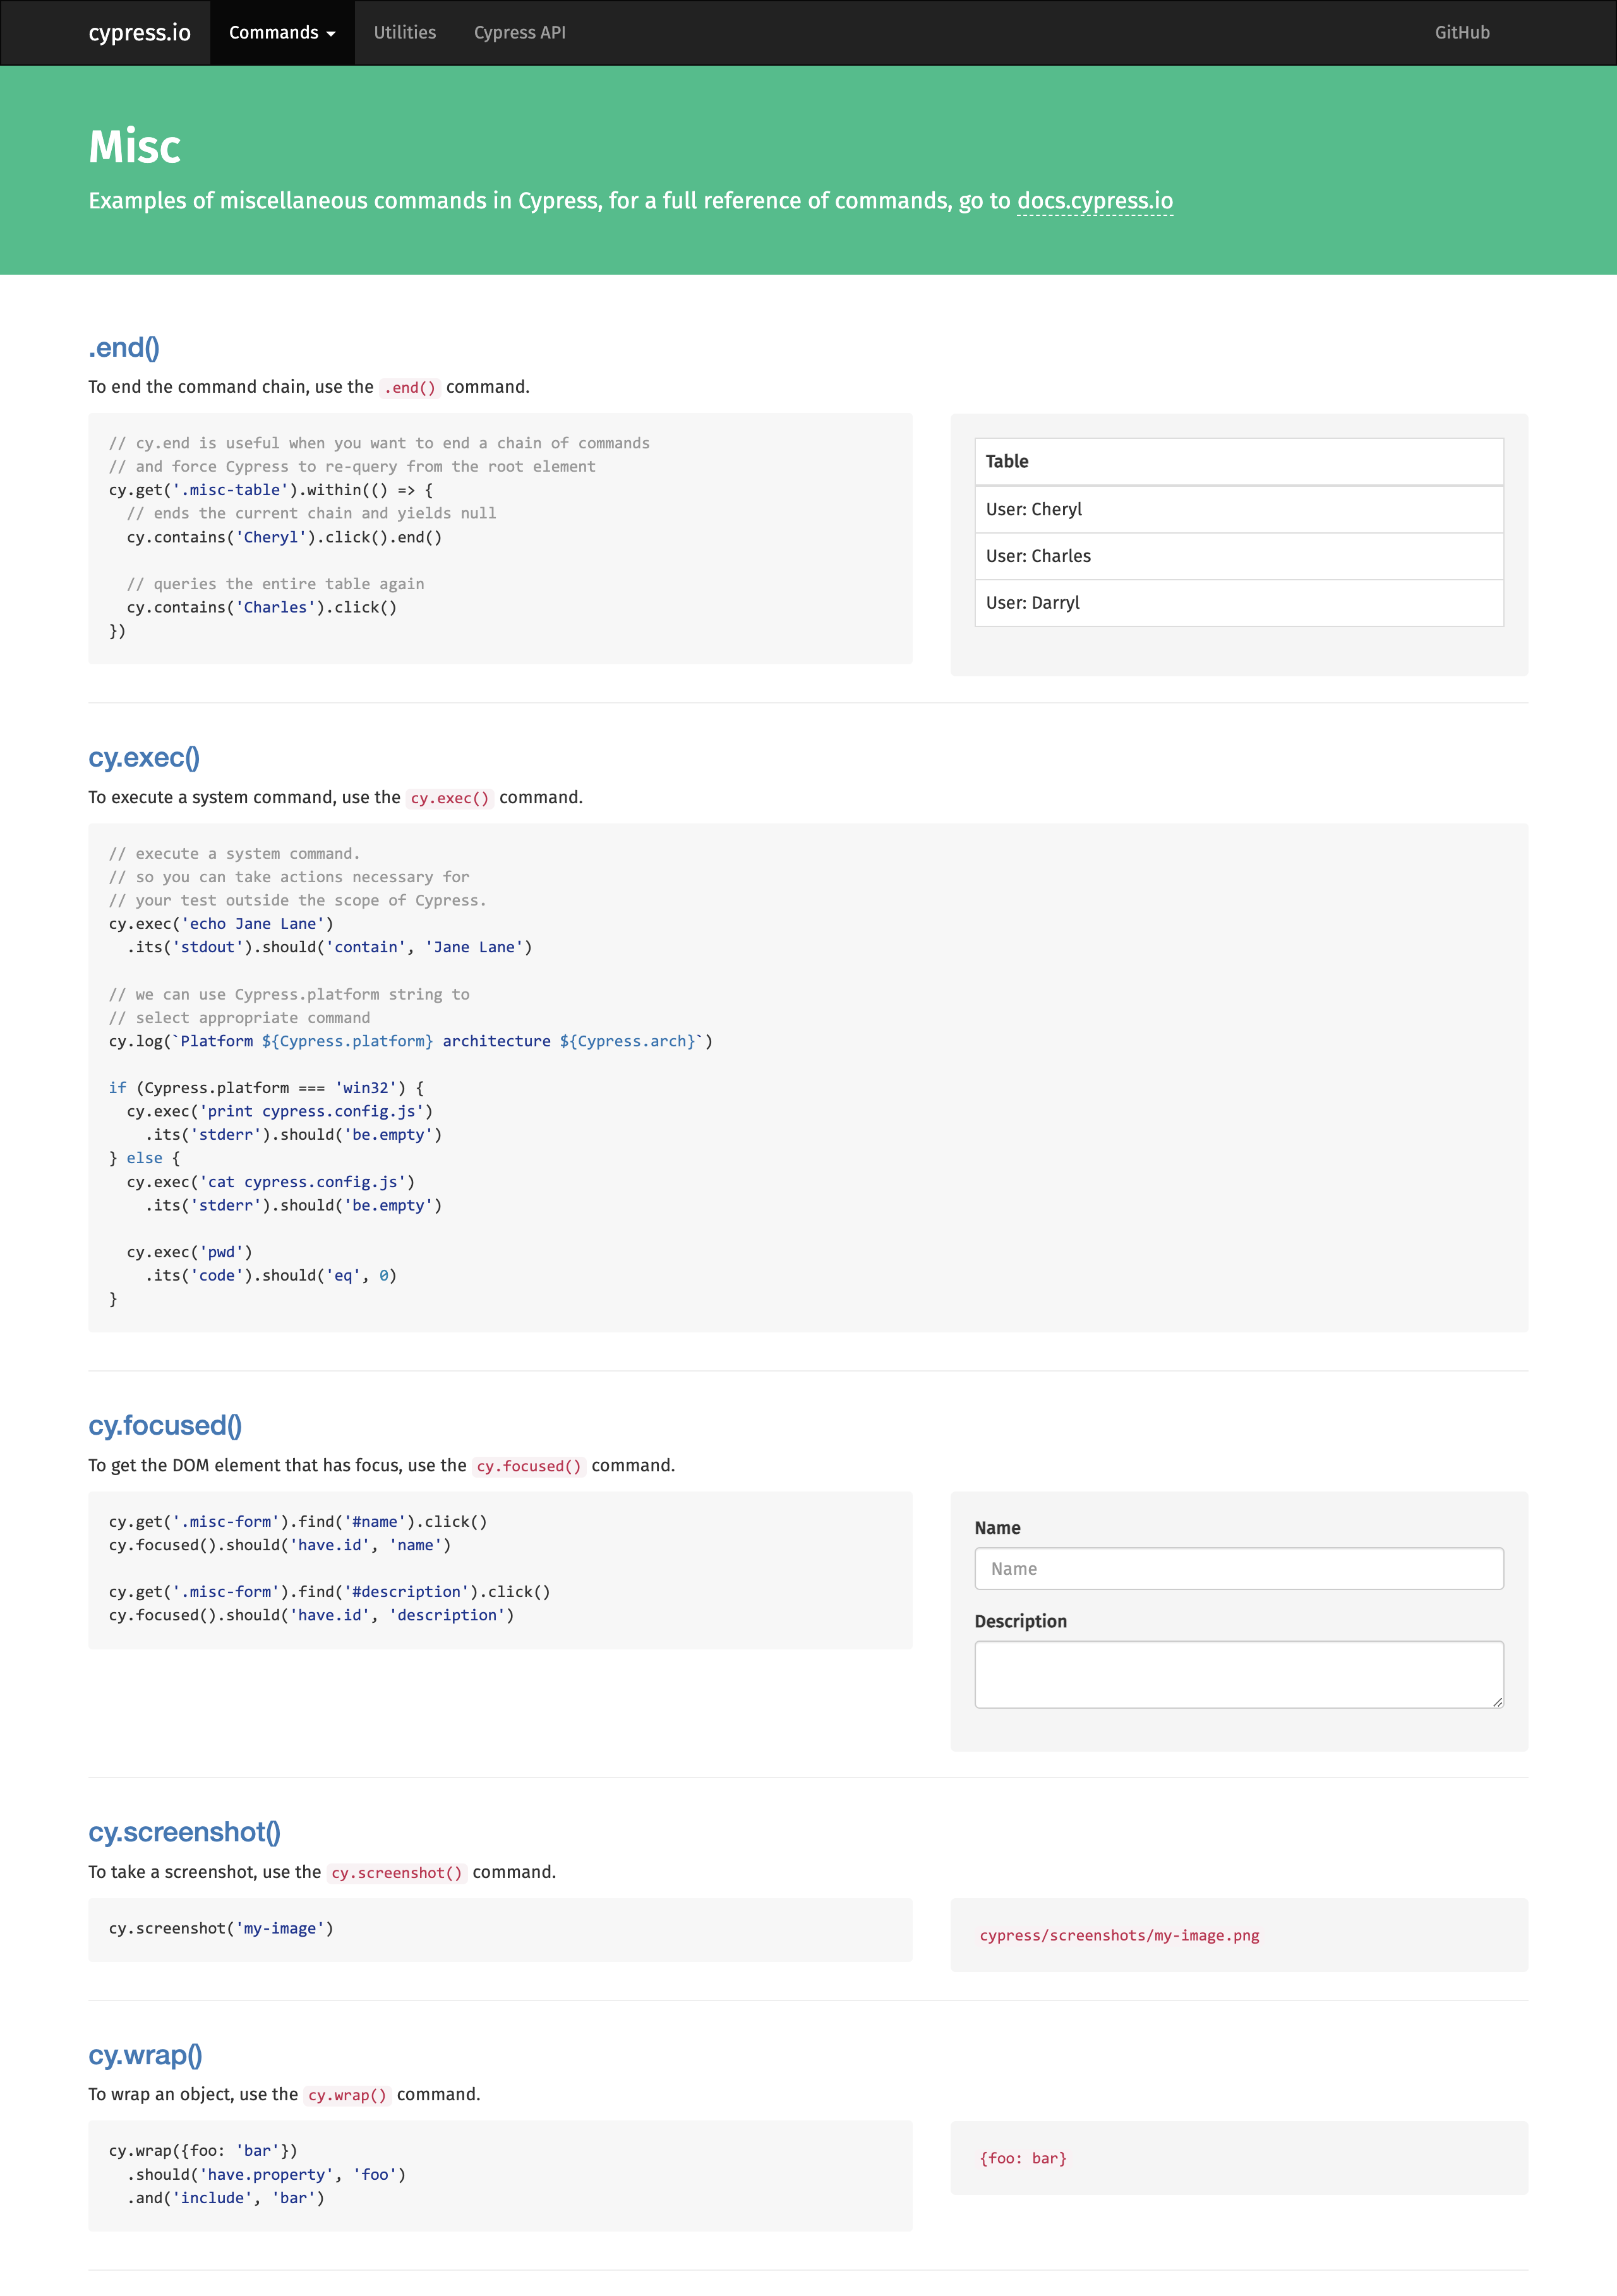 cypress.io Commands Utilities Cypress API GitHub
Misc
Examples of miscellaneous commands in Cypress, for a full reference of commands, go to docs.cypress.io
.end()
To end the command chain, use the .end() command.
// cy.end is useful when you want to end a chain of commands
// and force Cypress to re-query from the root element
cy.get('.misc-table').within(() => {
  // ends the current chain and yields null
  cy.contains('Cheryl').click().end()
  // queries the entire table again
  cy.contains('Charles').click()
})
Table
User: Cheryl
User: Charles
User: Darryl
cy.exec()
To execute a system command, use the cy.exec() command.
// execute a system command.
// so you can take actions necessary for
// your test outside the scope of Cypress.
cy.exec('echo Jane Lane')
  .its('stdout').should('contain', 'Jane Lane')
// we can use Cypress.platform string to
// select appropriate command
cy.log(`Platform ${Cypress.platform} architecture ${Cypress.arch}`)
if (Cypress.platform === 'win32') {
  cy.exec('print cypress.config.js')
    .its('stderr').should('be.empty')
} else {
  cy.exec('cat cypress.config.js')
    .its('stderr').should('be.empty')
  cy.exec('pwd')
    .its('code').should('eq', 0)
}
cy.focused()
To get the DOM element that has focus, use the cy.focused() command.
cy.get('.misc-form').find('#name').click()
cy.focused().should('have.id', 'name')
cy.get('.misc-form').find('#description').click()
cy.focused().should('have.id', 'description')
Name
Name
Description
cy.screenshot()
To take a screenshot, use the cy.screenshot() command.
cy.screenshot('my-image')
cypress/screenshots/my-image.png
cy.wrap()
To wrap an object, use the cy.wrap() command.
cy.wrap({foo: 'bar'})
  .should('have.property', 'foo')
  .and('include', 'bar')
{foo: bar}